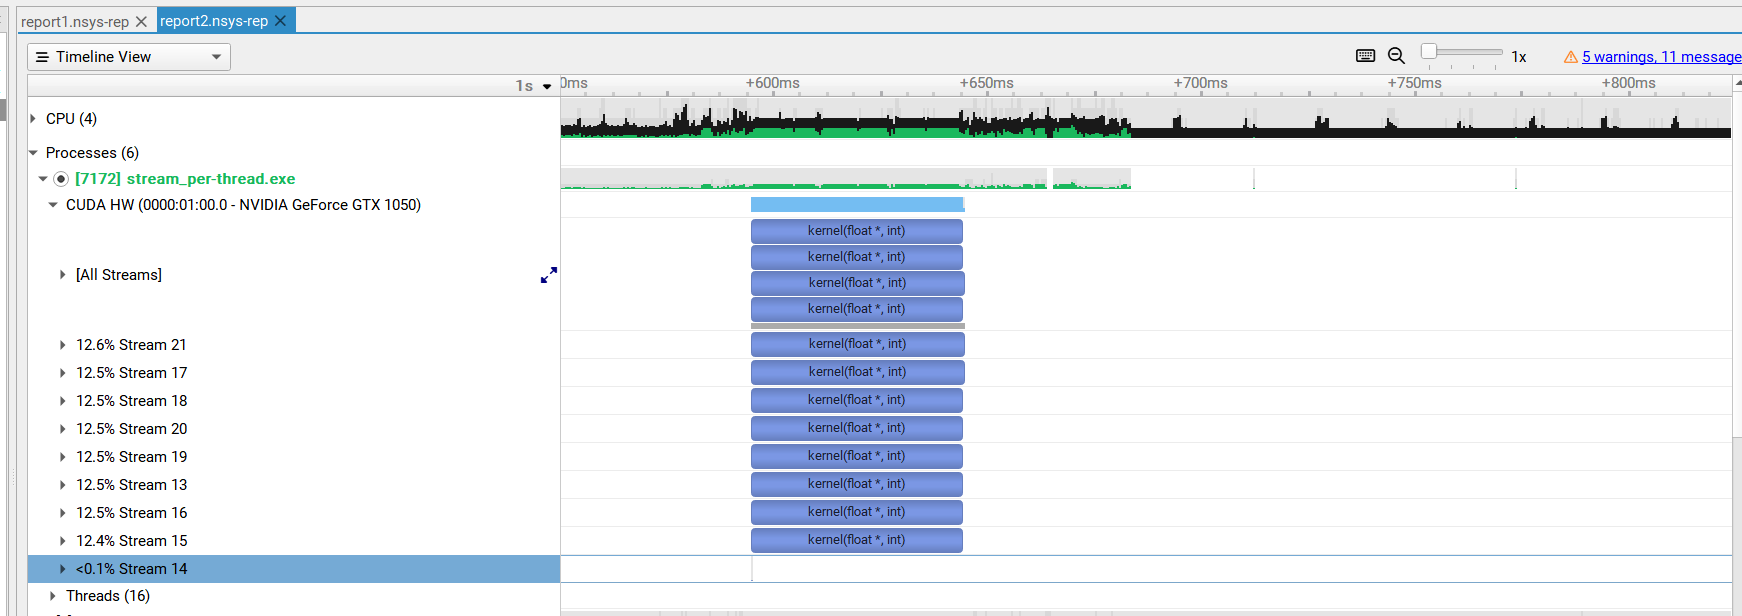 report1.nsys-rep report2.nsys-rep
Timeline View 1x 5 warnings, 11 message
1s 0ms +600ms +650ms +700ms +750ms +800ms
CPU (4)
Processes (6)
[7172] stream_per-thread.exe
CUDA HW (0000:01:00.0 - NVIDIA GeForce GTX 1050)
kernel(float *, int)
kernel(float *, int)
[All Streams]
kernel(float *, int)
kernel(float *, int)
12.6% Stream 21 kernel(float *, int)
12.5% Stream 17 kernel(float *, int)
12.5% Stream 18 kernel(float *, int)
12.5% Stream 20 kernel(float *, int)
12.5% Stream 19 kernel(float *, int)
12.5% Stream 13 kernel(float *, int)
12.5% Stream 16 kernel(float *, int)
12.4% Stream 15 kernel(float *, int)
<0.1% Stream 14
Threads (16)